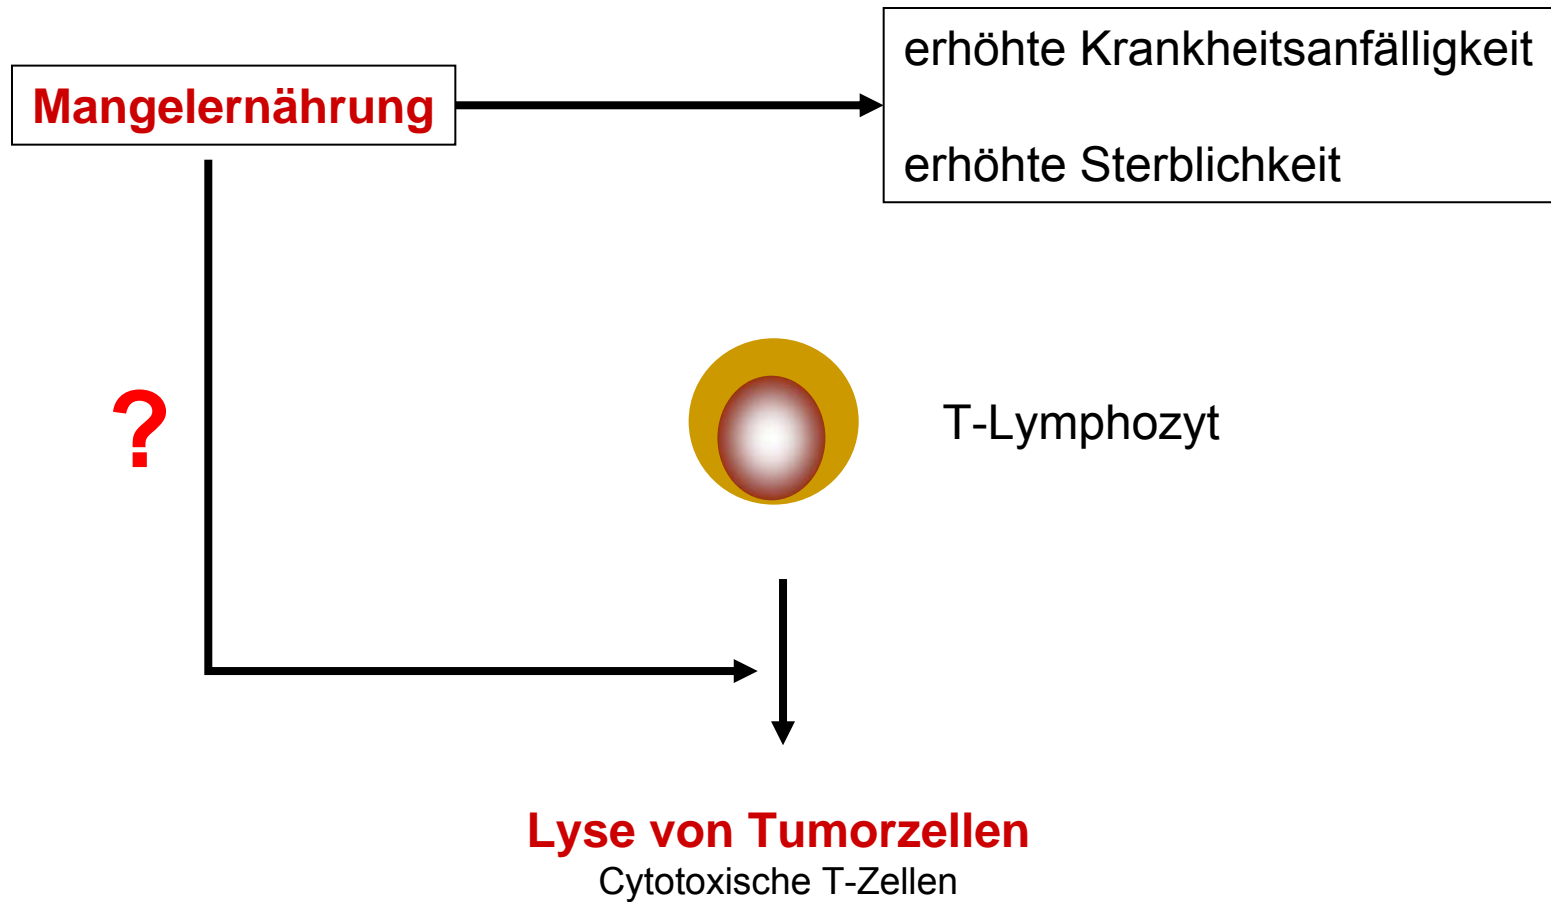 erhöhte Krankheitsanfälligkeit
Mangelernährung
erhöhte Sterblichkeit
?
T-Lymphozyt
Lyse von Tumorzellen
Cytotoxische T-Zellen